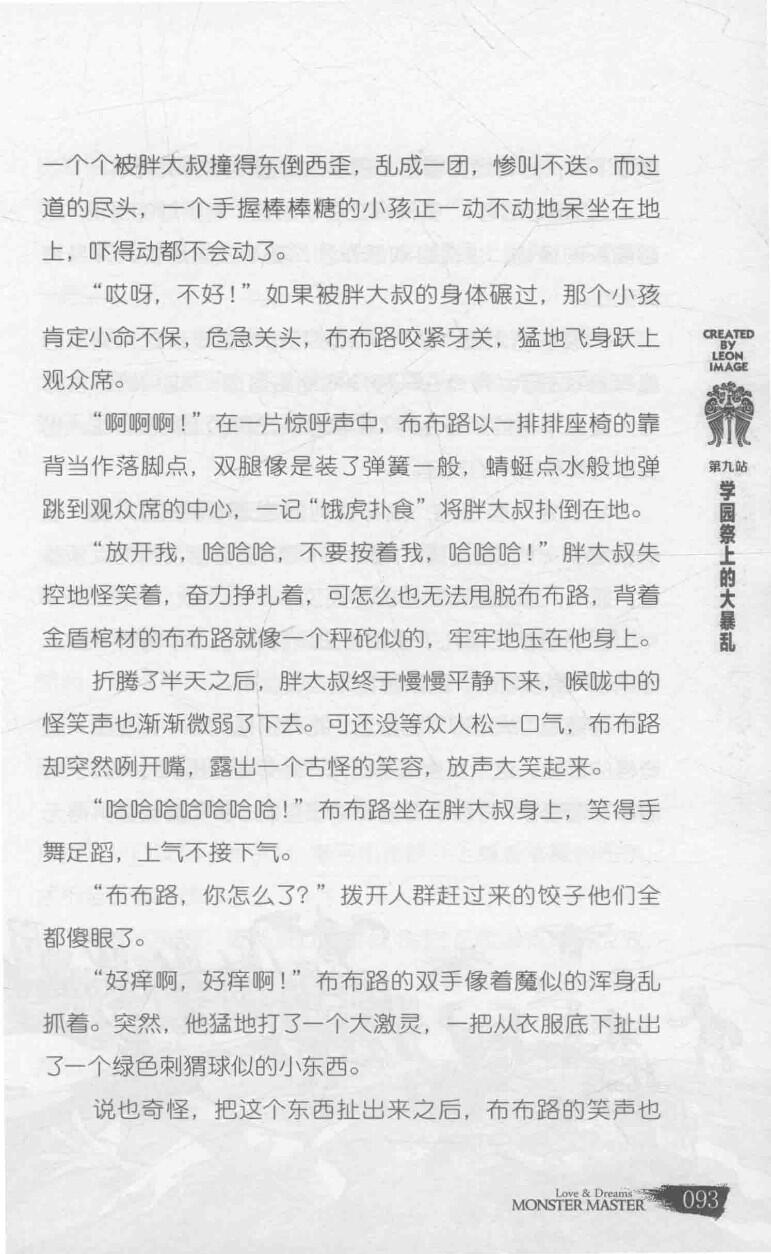 一个个被胖大叔撞得东倒西歪，乱成一团，惨叫不迭。而过
道的尽头，一个手握棒棒糖的小孩正一动不动地呆坐在地
上，吓得动都不会动了。
“哎呀，不好！”如果被胖大叔的身体碾过，那个小孩
肯定小命不保，危急关头，布布路咬紧牙关，猛地飞身跃上
观众席。
“啊啊啊！”在一片惊呼声中，布布路以一排排座椅的靠
背当作落脚点，双腿像是装了弹簧一般，蜻蜓点水般地弹
跳到观众席的中心，一记“饿虎扑食”将胖大叔扑倒在地。
“放开我，哈哈哈，不要按着我，哈哈哈！”胖大叔失
控地怪笑着，奋力挣扎着，可怎么也无法甩脱布布路，背着
金盾棺材的布布路就像一个秤砣似的，牢牢地压在他身上。
折腾了半天之后，胖大叔终于慢慢平静下来，喉咙中的
怪笑声也渐渐微弱了下去。可还没等众人松一口气，布布路
却突然咧开嘴，露出一个古怪的笑容，放声大笑起来。
“哈哈哈哈哈哈哈！”布布路坐在胖大叔身上，笑得手
舞足蹈，上气不接下气。
“布布路，你怎么了？”拨开人群赶过来的饺子他们全
都傻眼了。
“好痒啊，好痒啊！”布布路的双手像着魔似的浑身乱
抓着。突然，他猛地打了一个大激灵，一把从衣服底下扯出
了一个绿色刺猬球似的小东西。
说也奇怪，把这个东西扯出来之后，布布路的笑声也
CREATED
BY
LEON
IMAGE
第九站
学园祭上的大暴乱
Love & Dreams
MONSTER MASTER
093